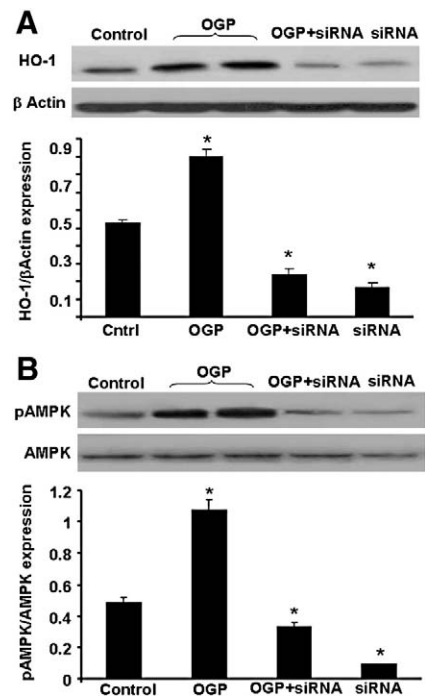 A
Control OGP OGP+siRNA siRNA
HO-1
β Actin
HO-1/βActin expression
0.9
0.7
0.5
0.3
0.1
*
*
*
Cntrl OGP OGP+siRNA siRNA
B
Control OGP OGP+siRNA siRNA
pAMPK
AMPK
pAMPK/AMPK expression
1.2
1
0.8
0.6
0.4
0.2
0
*
*
*
Control OGP OGP+siRNA siRNA